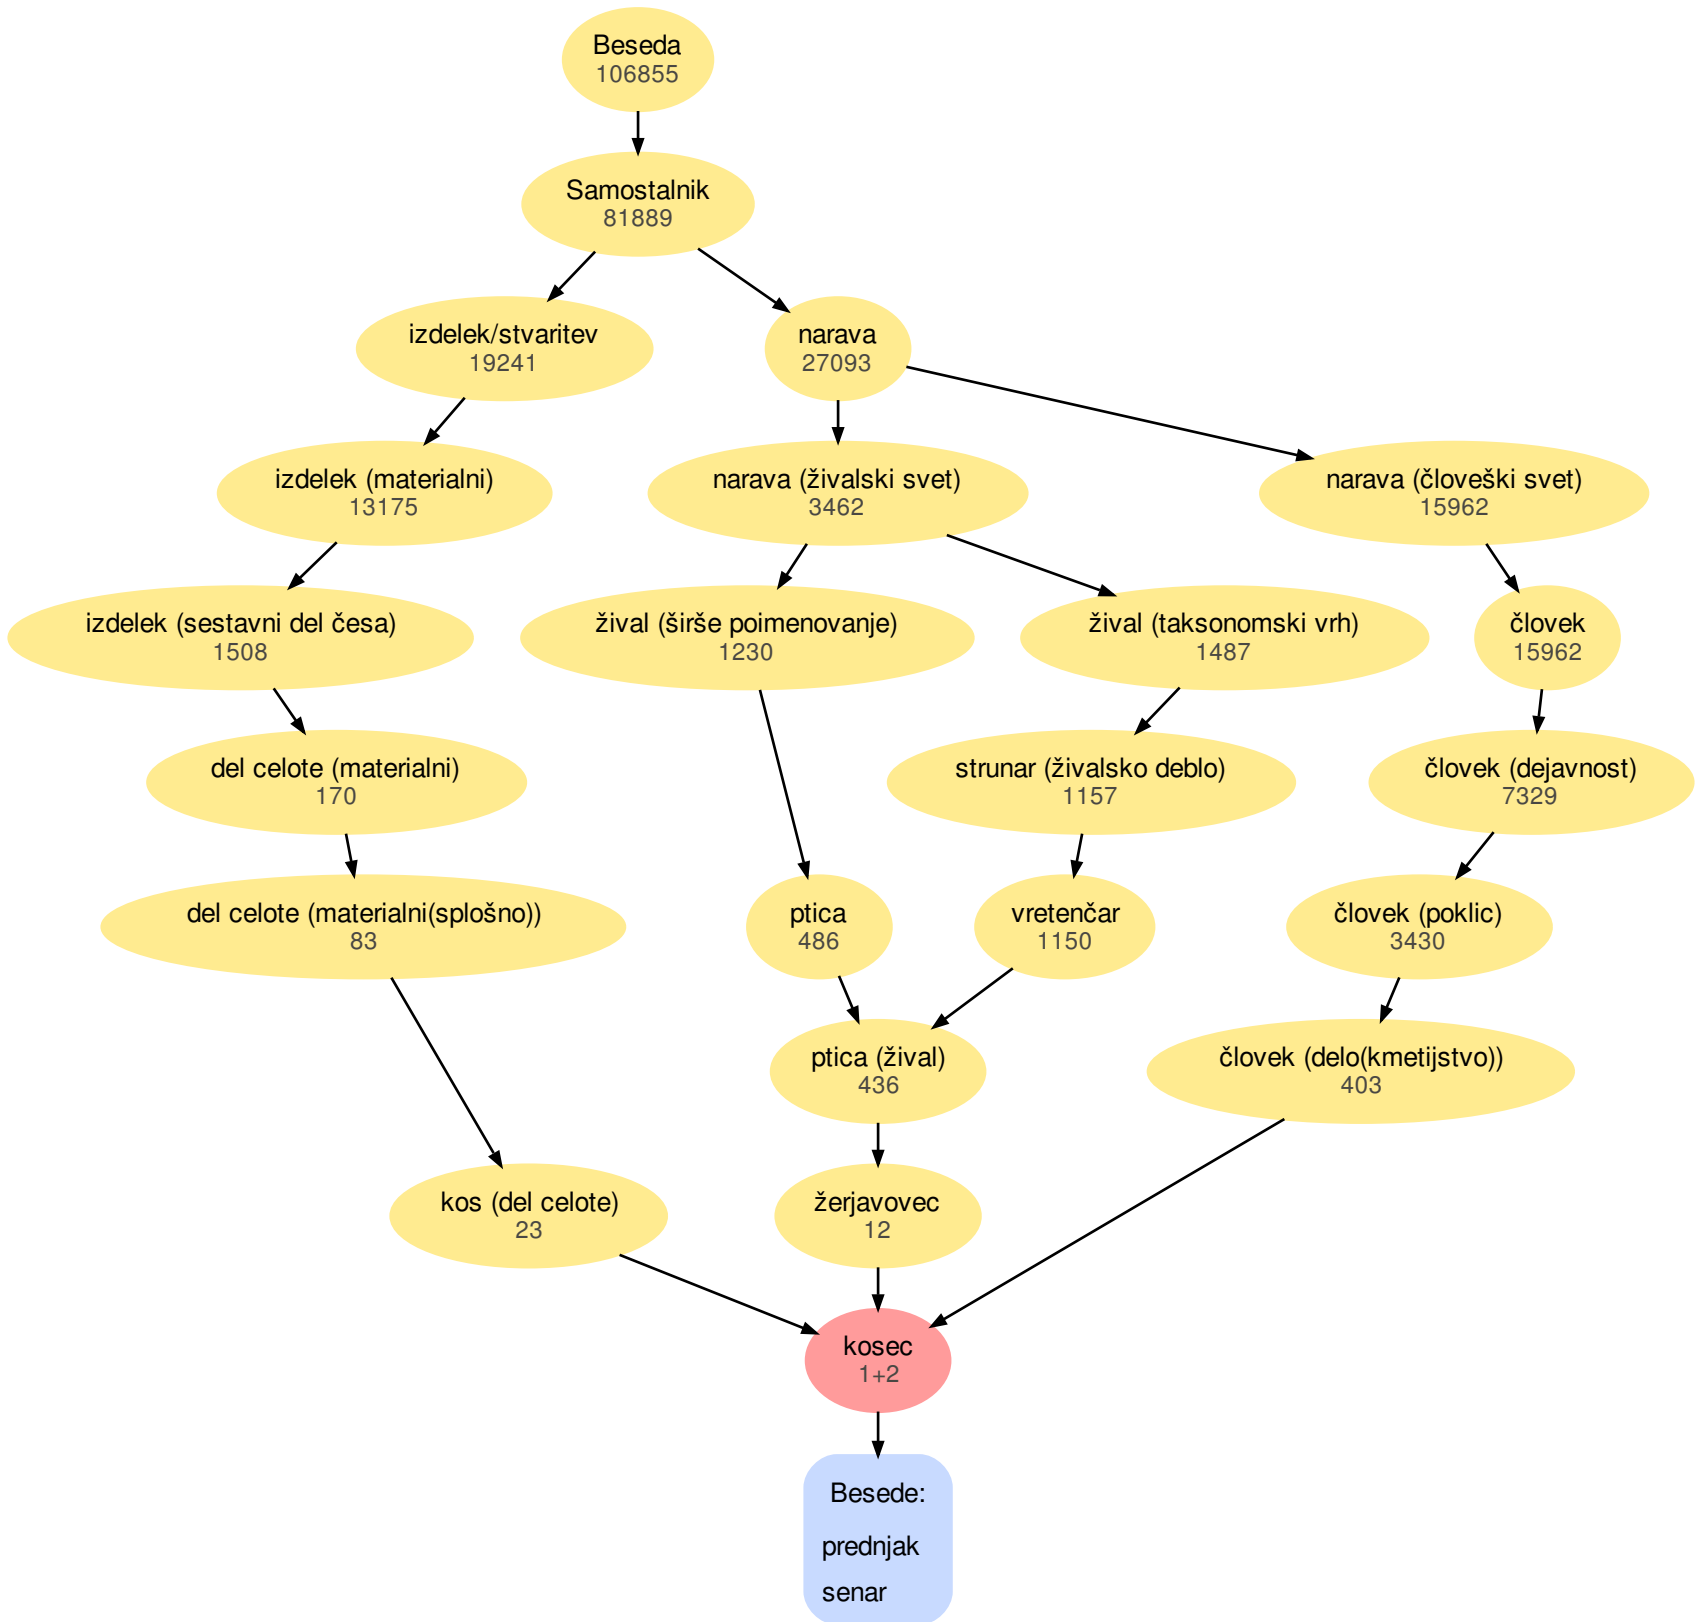 Beseda
106855
Samostalnik
81889
izdelek/stvaritev
19241
narava
27093
izdelek (materialni)
13175
narava (živalski svet)
3462
narava (človeški svet)
15962
izdelek (sestavni del česa)
1508
žival (širše poimenovanje)
1230
žival (taksonomski vrh)
1487
človek
15962
del celote (materialni)
170
strunar (živalsko deblo)
1157
človek (dejavnost)
7329
del celote (materialni(splošno))
83
ptica
486
vretenčar
1150
človek (poklic)
3430
ptica (žival)
436
človek (delo(kmetijstvo))
403
kos (del celote)
23
žerjavovec
12
kosec
1+2
Besede:
prednjak
senar